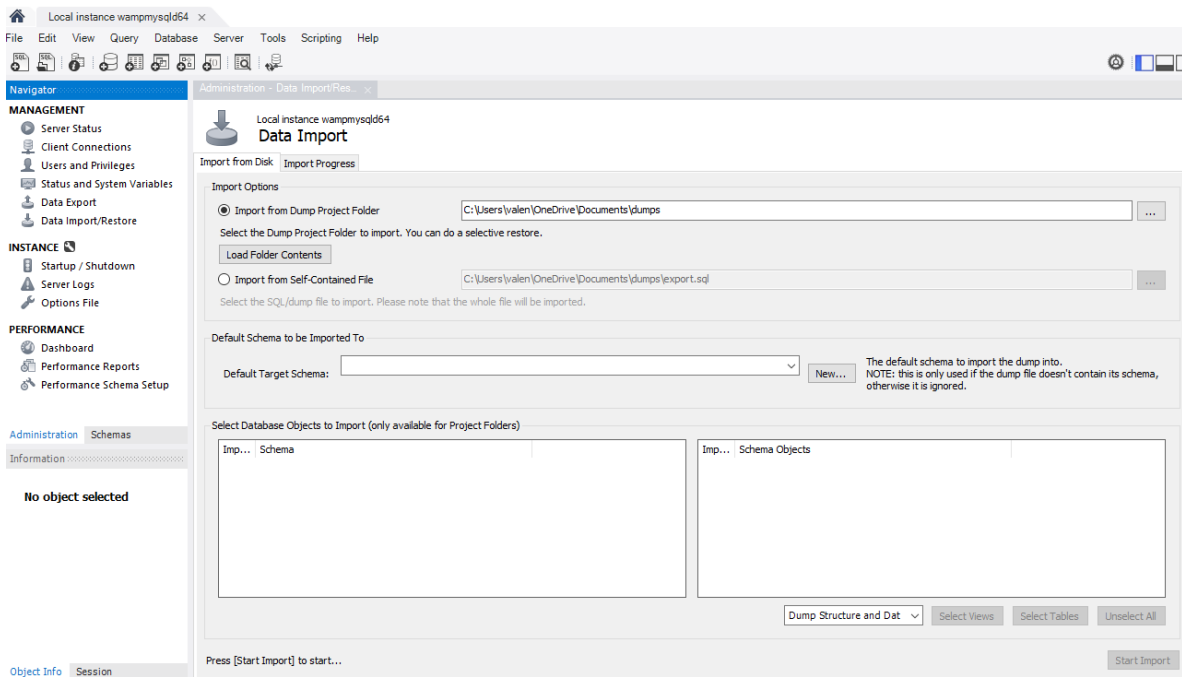 Local instance wampmysqld64 ×
File Edit View Query Database Server Tools Scripting Help
Navigator
MANAGEMENT
Server Status
Client Connections
Users and Privileges
Status and System Variables
Data Export
Data Import/Restore
INSTANCE
Startup / Shutdown
Server Logs
Options File
PERFORMANCE
Dashboard
Performance Reports
Performance Schema Setup
Administration Schemas
Information
No object selected
Object Info Session
Administration - Data Import/Res... ×
Local instance wampmysqld64
Data Import
Import from Disk Import Progress
Import Options
Import from Dump Project Folder C:\Users\valen\OneDrive\Documents\dumps ...
Select the Dump Project Folder to import. You can do a selective restore.
Load Folder Contents
Import from Self-Contained File C:\Users\valen\OneDrive\Documents\dumps\export.sql ...
Select the SQL/dump file to import. Please note that the whole file will be imported.
Default Schema to be Imported To
Default Target Schema: New...
The default schema to import the dump into.
NOTE: this is only used if the dump file doesn't contain its schema,
otherwise it is ignored.
Select Database Objects to Import (only available for Project Folders)
Imp... Schema
Imp... Schema Objects
Dump Structure and Dat Select Views Select Tables Unselect All
Press [Start Import] to start... Start Import